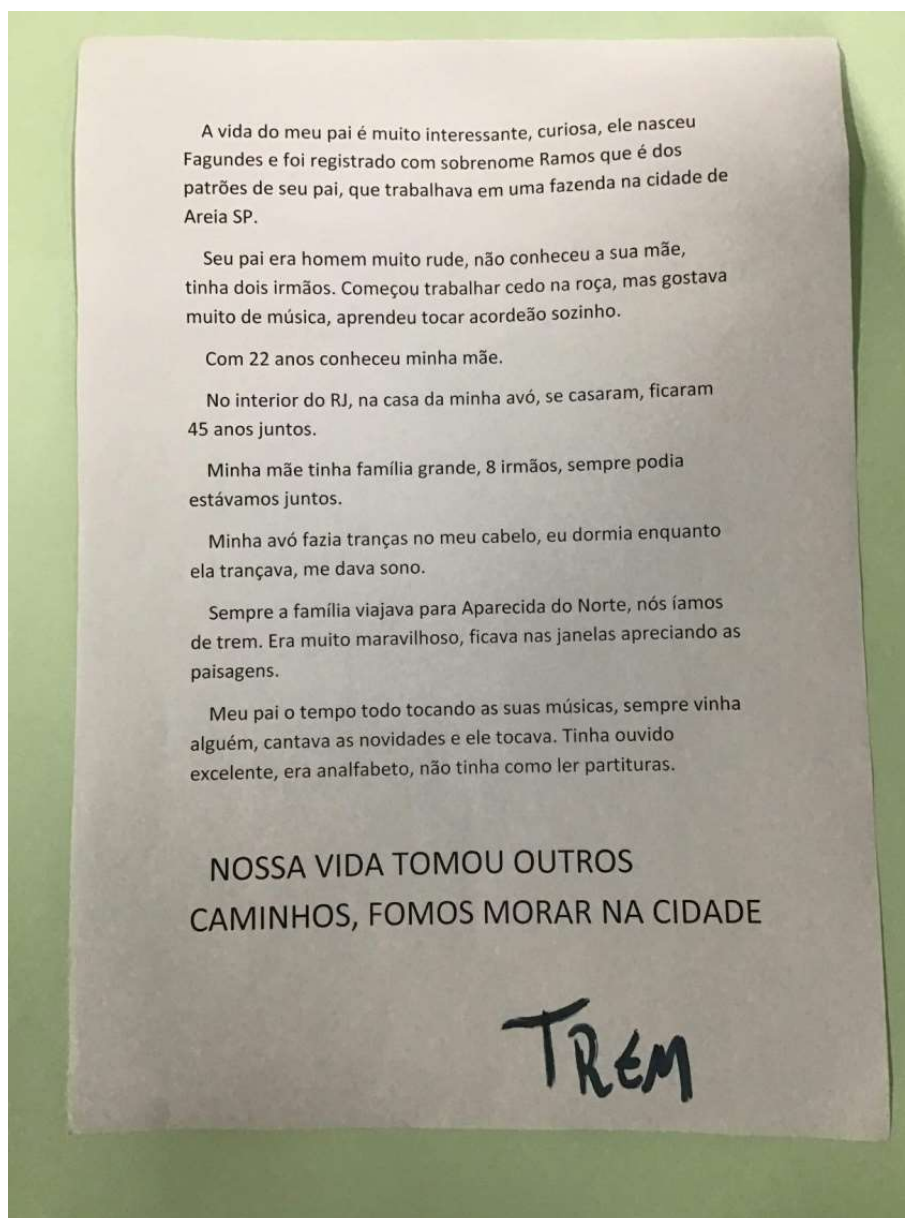 A vida do meu pai é muito interessante, curiosa, ele nasceu
Fagundes e foi registrado com sobrenome Ramos que é dos
patrões de seu pai, que trabalhava em uma fazenda na cidade de
Areia SP.
Seu pai era homem muito rude, não conheceu a sua mãe,
tinha dois irmãos. Começou trabalhar cedo na roça, mas gostava
muito de música, aprendeu tocar acordeão sozinho.
Com 22 anos conheceu minha mãe.
No interior do RJ, na casa da minha avó, se casaram, ficaram
45 anos juntos.
Minha mãe tinha família grande, 8 irmãos, sempre podia
estávamos juntos.
Minha avó fazia tranças no meu cabelo, eu dormia enquanto
ela trançava, me dava sono.
Sempre a família viajava para Aparecida do Norte, nós íamos
de trem. Era muito maravilhoso, ficava nas janelas apreciando as
paisagens.
Meu pai o tempo todo tocando as suas músicas, sempre vinha
alguém, cantava as novidades e ele tocava. Tinha ouvido
excelente, era analfabeto, não tinha como ler partituras.
NOSSA VIDA TOMOU OUTROS
CAMINHOS, FOMOS MORAR NA CIDADE
TREM